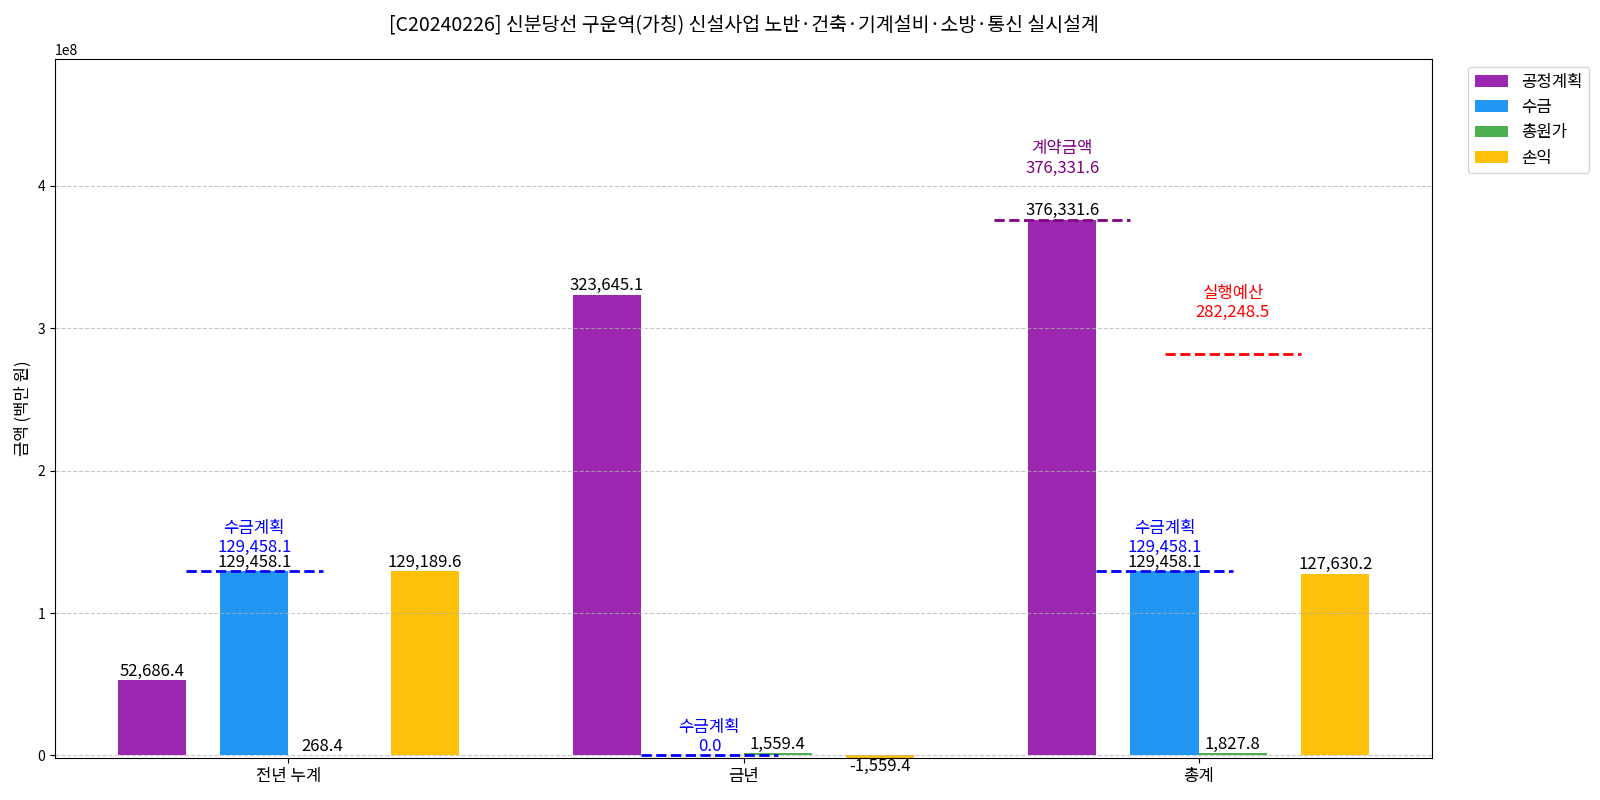 [C20240226] 신분당선 구운역(가칭) 신설사업 노반·건축·기계설비·소방·통신 실시설계
1e8
공정계획
수금
총원가
손익
금액 (백만 원)
4
3
2
1
0
계약금액
376,331.6
376,331.6
323,645.1
실행예산
282,248.5
수금계획
129,458.1
129,458.1
129,189.6
수금계획
129,458.1
129,458.1
127,630.2
52,686.4
268.4
수금계획
0.0
1,559.4
-1,559.4
1,827.8
전년 누계
금년
총계